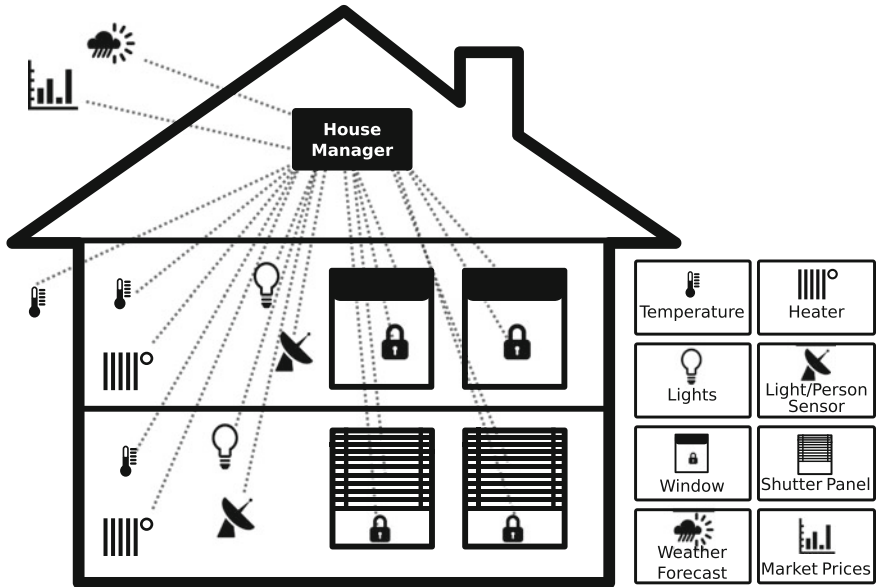 House
Manager
Temperature
Heater
Lights
Light/Person
Sensor
Window
Shutter Panel
Weather
Forecast
Market Prices